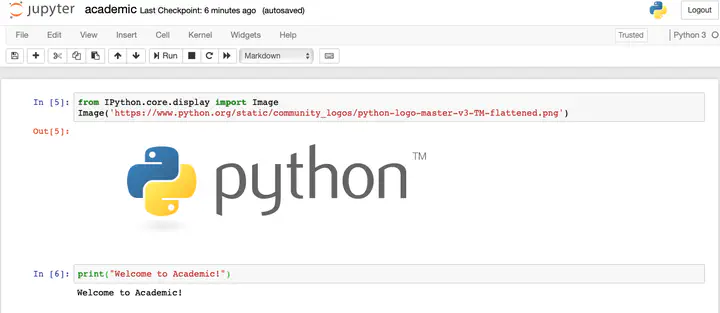 jupyter academic Last Checkpoint: 6 minutes ago (autosaved) Logout
File Edit View Insert Cell Kernel Widgets Help Trusted Python 3
Run Markdown
In [5]: from IPython.core.display import Image
Image('https://www.python.org/static/community_logos/python-logo-master-v3-TM-flattened.png')
Out[5]:
python™
In [6]: print("Welcome to Academic!")
Welcome to Academic!